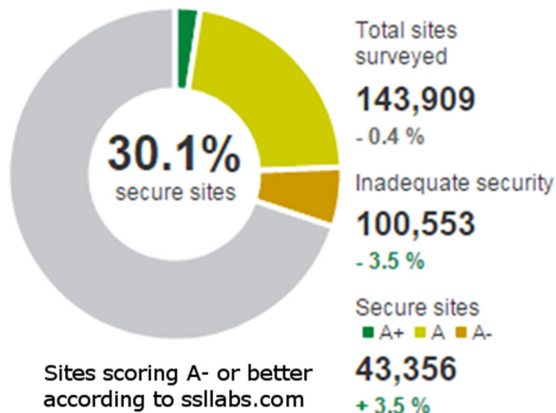 30.1%
secure sites
Total sites
surveyed
143,909
- 0.4 %
Inadequate security
100,553
- 3.5 %
Secure sites
A+ A A-
43,356
+ 3.5 %
Sites scoring A- or better
according to ssllabs.com